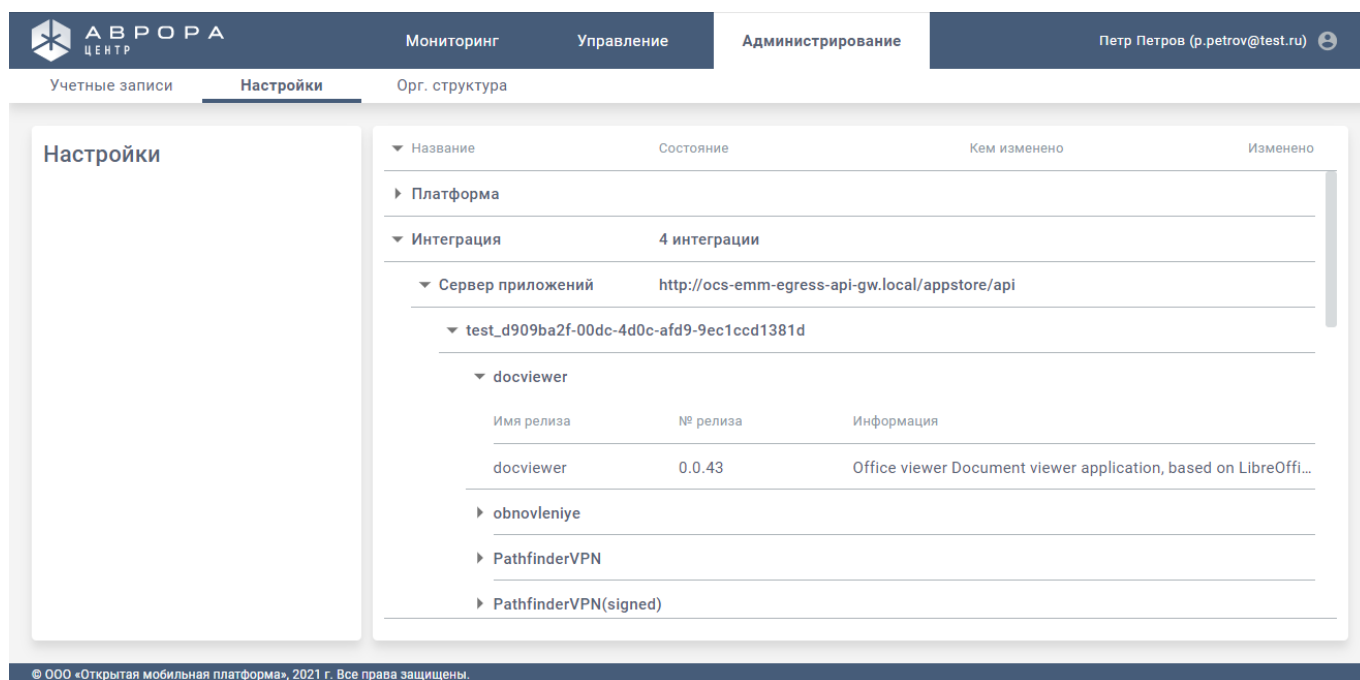 АВРОРА
ЦЕНТР
Мониторинг Управление Администрирование Петр Петров (p.petrov@test.ru)
Учетные записи Настройки Орг. структура
Настройки
Название Состояние Кем изменено Изменено
Платформа
Интеграция 4 интеграции
Сервер приложений http://ocs-emm-egress-api-gw.local/appstore/api
test_d909ba2f-00dc-4d0c-afd9-9ec1ccd1381d
docviewer
Имя релиза № релиза Информация
docviewer 0.0.43 Office viewer Document viewer application, based on LibreOffi...
obnovleniye
PathfinderVPN
PathfinderVPN(signed)
© ООО «Открытая мобильная платформа», 2021 г. Все права защищены.